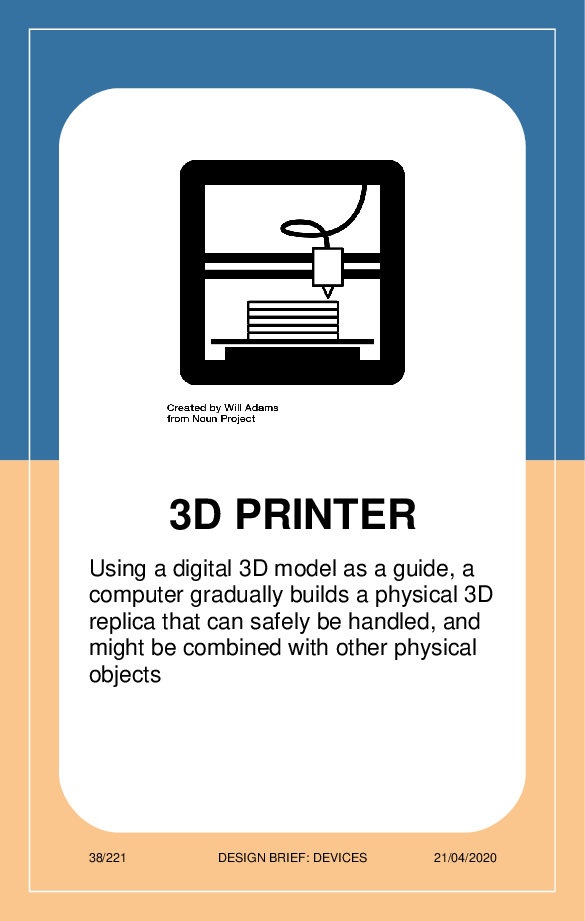 Created by Will Adams
from Noun Project
3D PRINTER
Using a digital 3D model as a guide, a
computer gradually builds a physical 3D
replica that can safely be handled, and
might be combined with other physical
objects
38/221 DESIGN BRIEF: DEVICES 21/04/2020